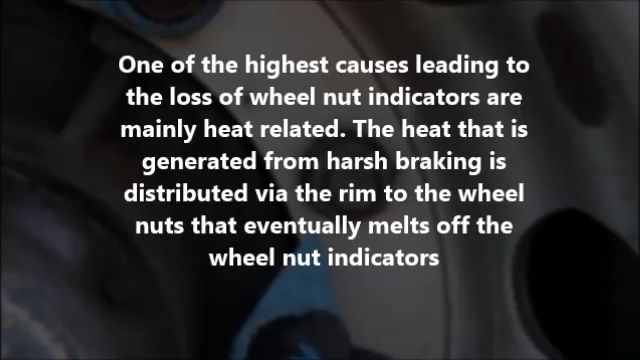 One of the highest causes leading to
the loss of wheel nut indicators are
mainly heat related. The heat that is
generated from harsh braking is
distributed via the rim to the wheel
nuts that eventually melts off the
wheel nut indicators